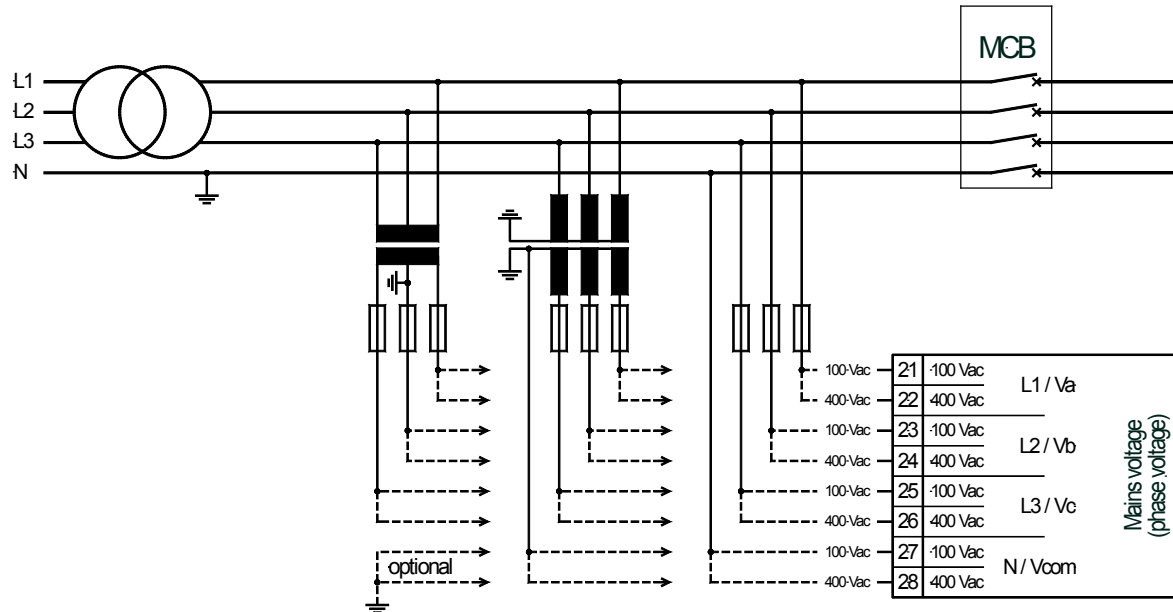 MCB
L1
L2
L3
N
100 Vac 21 100 Vac
L1 / Va
400 Vac 22 400 Vac
100 Vac 23 100 Vac
L2 / Vb
400 Vac 24 400 Vac
100 Vac 25 100 Vac
L3 / Vc
400 Vac 26 400 Vac
100 Vac 27 100 Vac
optional
N / Vcom
400 Vac 28 400 Vac
Mains voltage
(phase voltage)